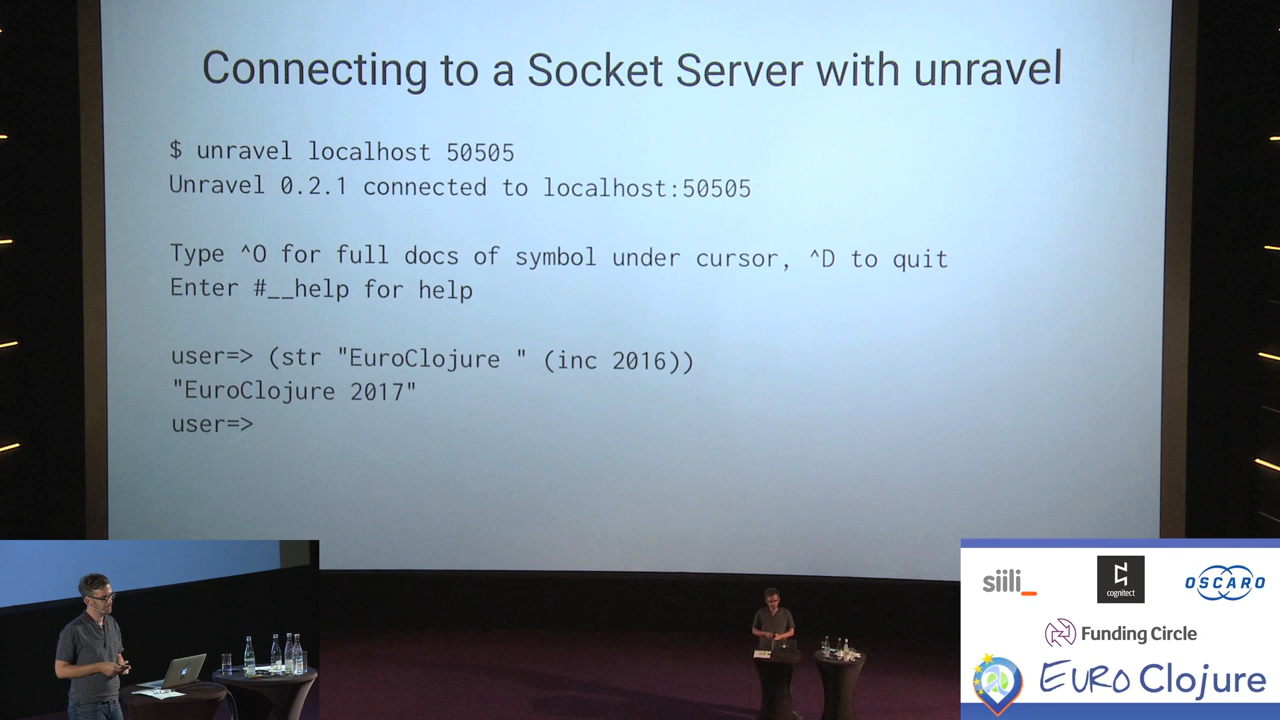 Connecting to a Socket Server with unravel
$ unravel localhost 50505
Unravel 0.2.1 connected to localhost:50505
Type ^O for full docs of symbol under cursor, ^D to quit
Enter #__help for help
user=> (str "EuroClojure " (inc 2016))
"EuroClojure 2017"
user=>
siili_
cognitect
OSCARO
Funding Circle
EURO Clojure